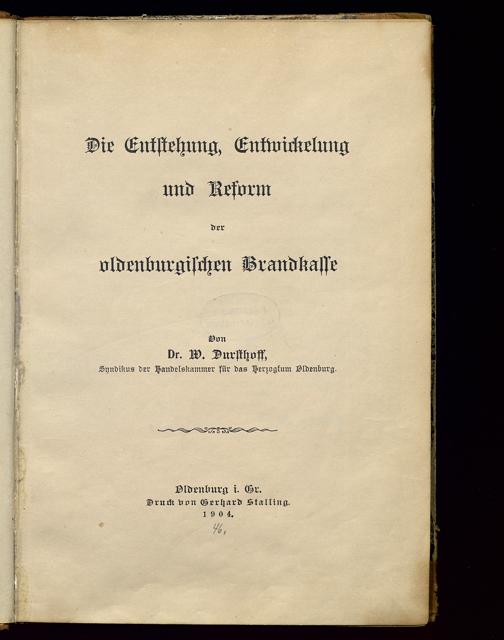 Die Entstehung, Entwickelung
und Reform
der
oldenburgischen Brandkasse
Von
Dr. W. Dursthoff,
Syndikus der Handelskammer für das Herzogtum Oldenburg.
Oldenburg i. Gr.
Druck von Gerhard Stalling.
1904.
46.